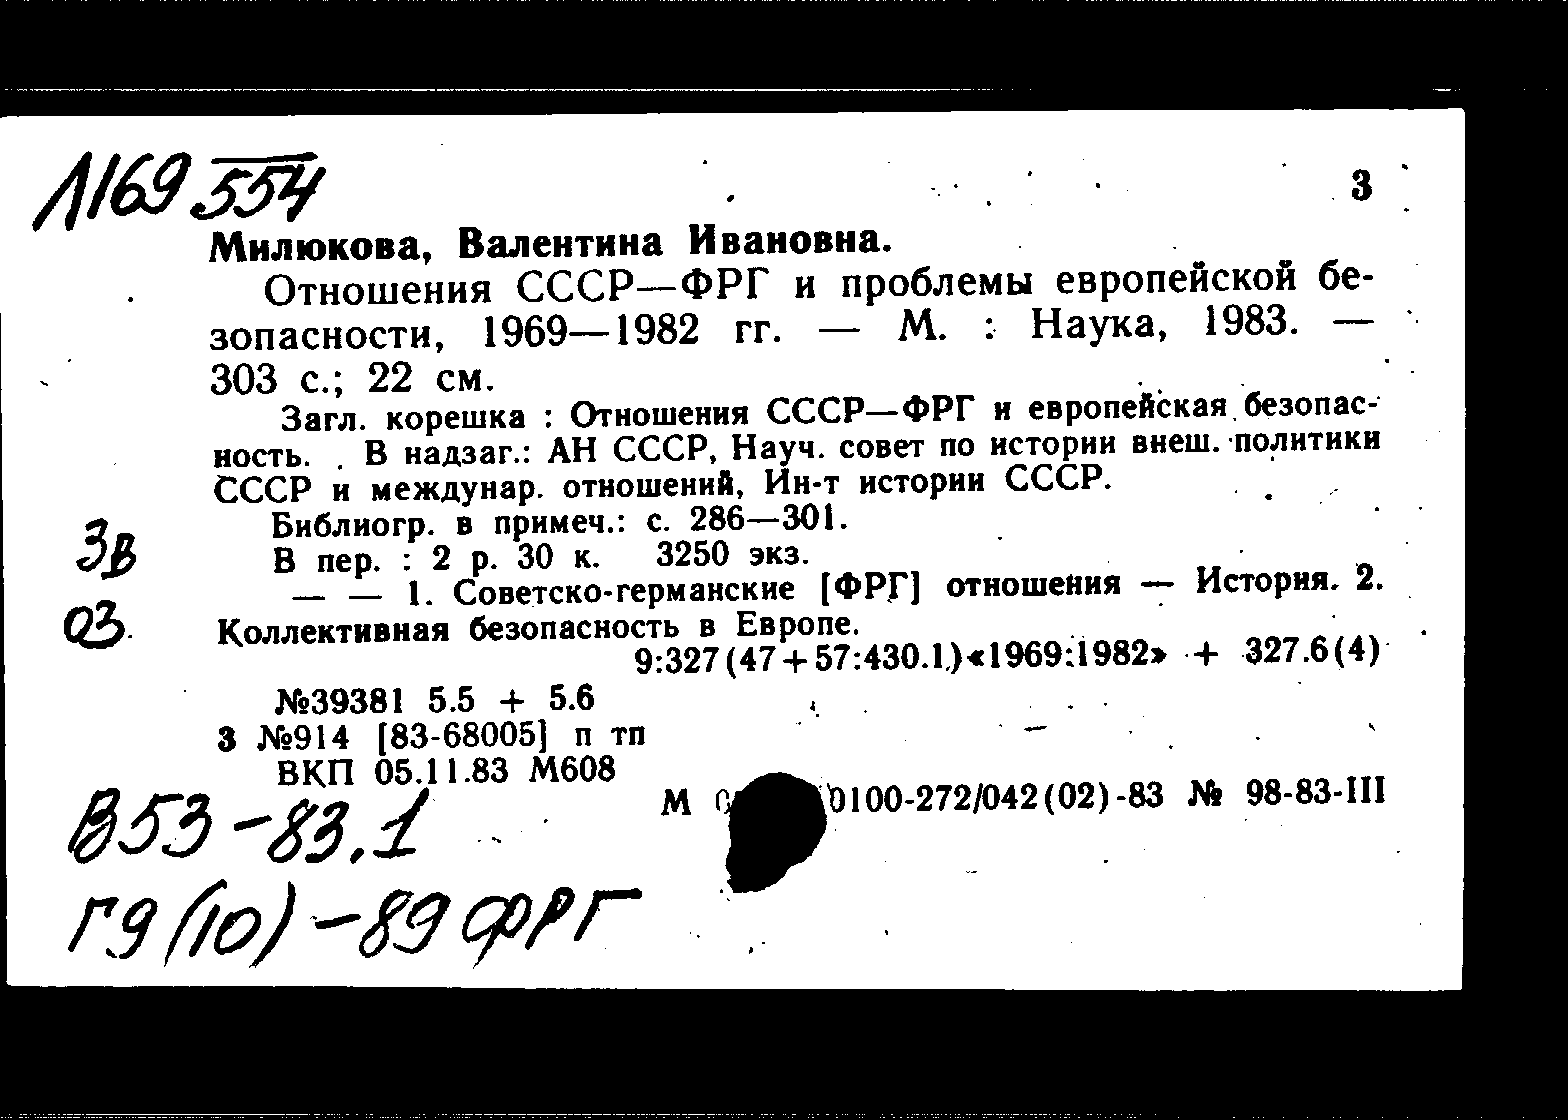 Л169554
3
Милюкова, Валентина Ивановна.
Отношения СССР—ФРГ и проблемы европейской бе-
зопасности, 1969—1982 гг. — М. : Наука, 1983. —
303 с.; 22 см.
Загл. корешка : Отношения СССР—ФРГ и европейская безопас-
ность. . В надзаг.: АН СССР, Науч. совет по истории внеш. политики
СССР и междунар. отношений, Ин-т истории СССР.
Библиогр. в примеч.: с. 286—301.
3в
В пер. : 2 р. 30 к. 3250 экз.
— — 1. Советско-германские [ФРГ] отношения — История. 2.
03
Коллективная безопасность в Европе.
9:327(47+57:430.1)«1969:1982» + 327.6(4)
№39381 5.5 + 5.6
3 №914 [83-68005] п тп
ВКП 05.11.83 М608
М 0100-272/042(02)-83 № 98-83-III
В53-83.1
Г9(10)-89ФРГ